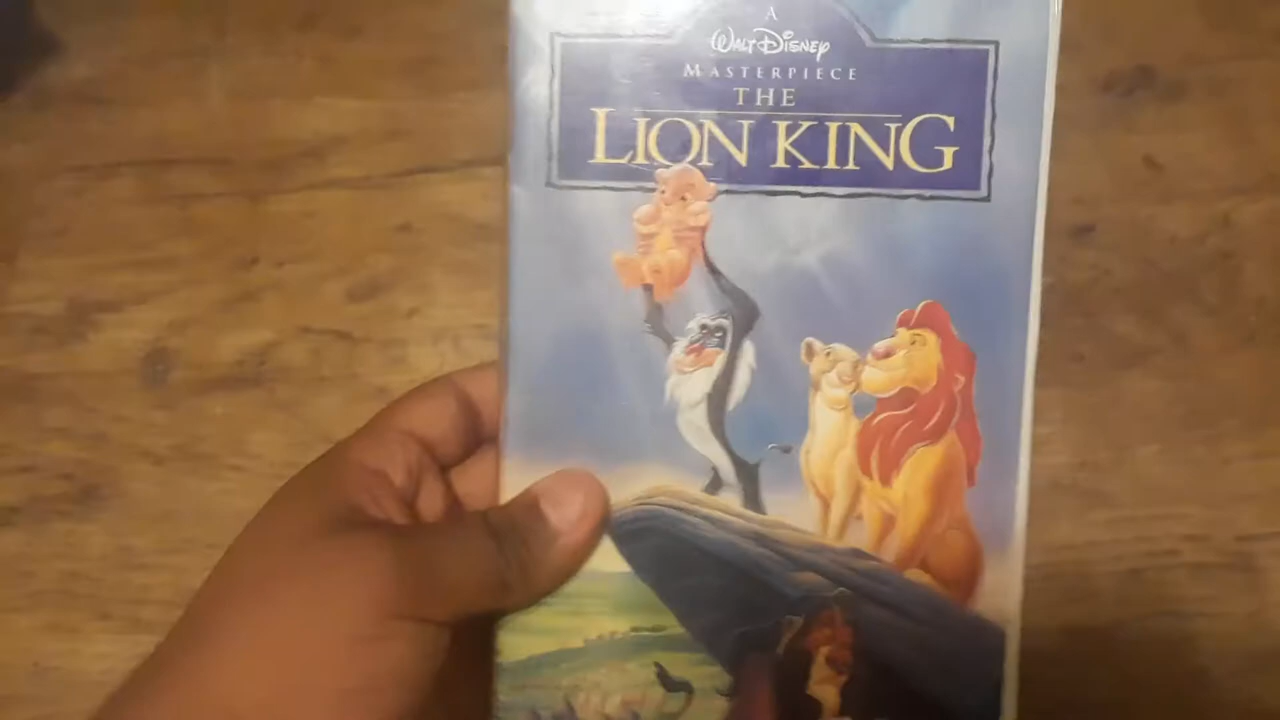 A
WALT DISNEY
MASTERPIECE
THE
LION KING